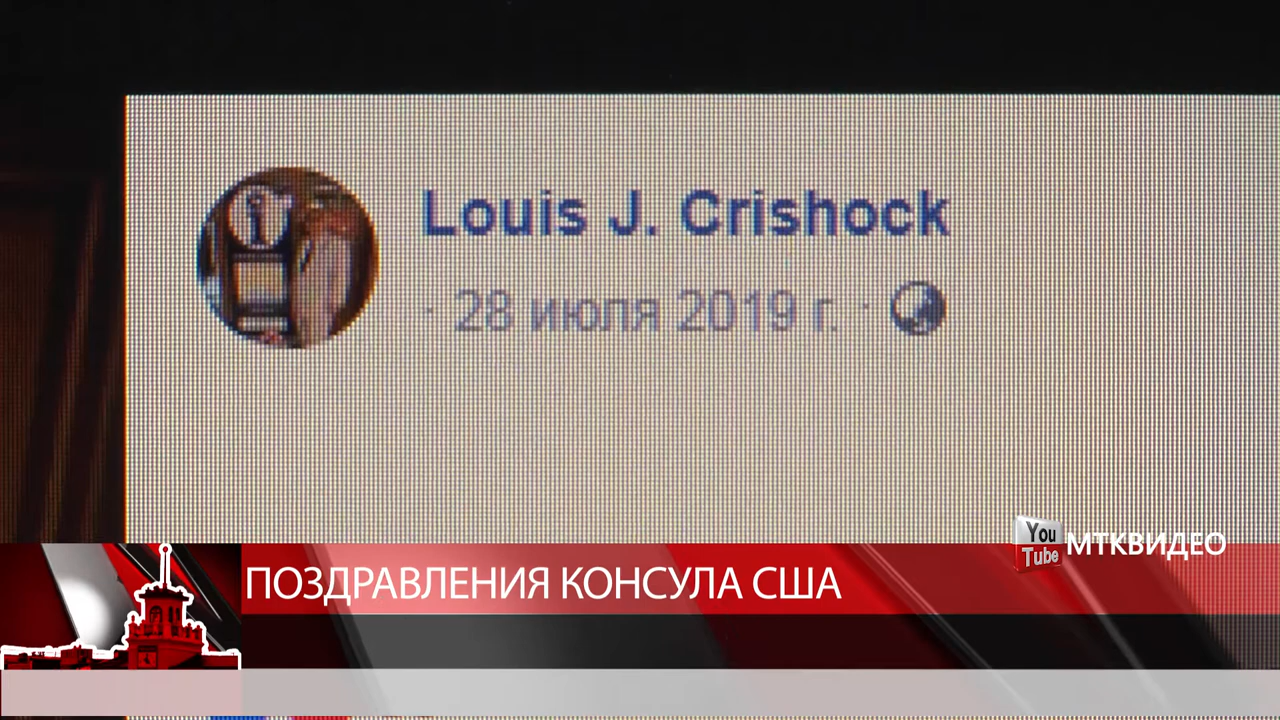 Louis J. Crishock
· 28 июля 2019 г. ·
You
Tube
МТКВИДЕО
ПОЗДРАВЛЕНИЯ КОНСУЛА США